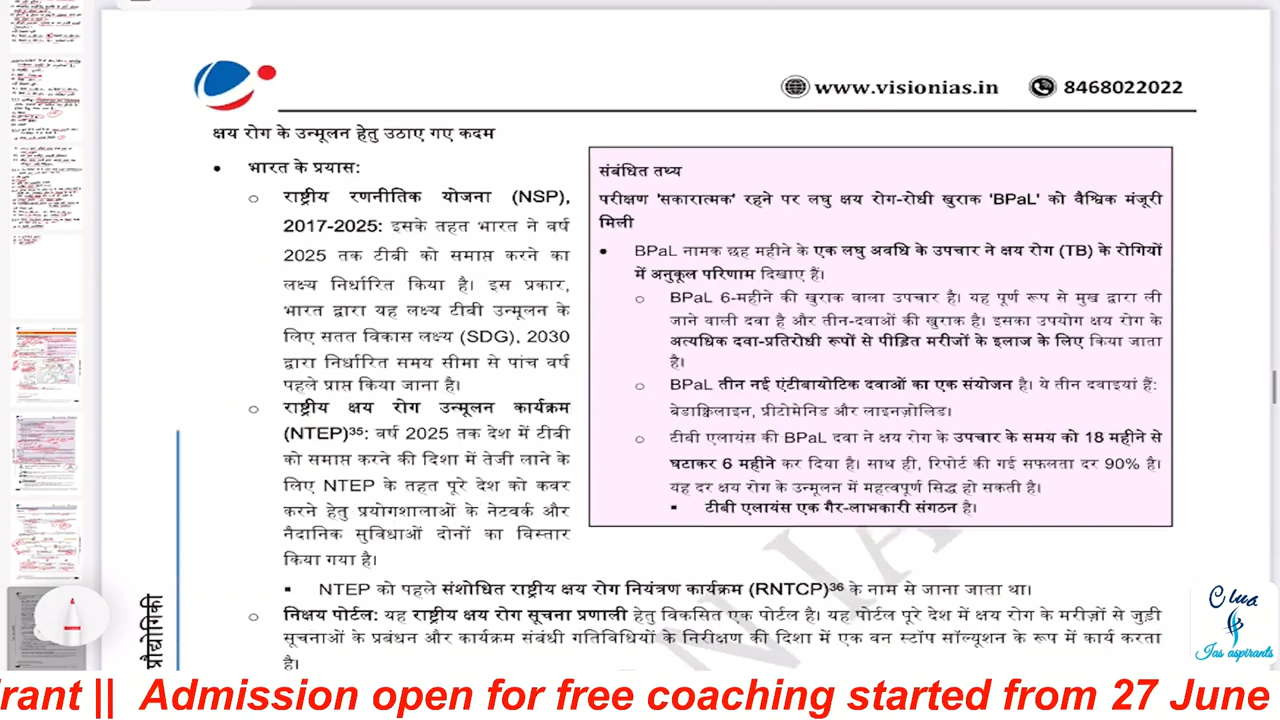 www.visionias.in 8468022022
क्षय रोग के उन्मूलन हेतु उठाए गए कदम
• भारत के प्रयास:
○ राष्ट्रीय रणनीतिक योजना (NSP),
2017-2025: इसके तहत भारत ने वर्ष
2025 तक टीबी को समाप्त करने का
लक्ष्य निर्धारित किया है। इस प्रकार,
भारत द्वारा यह लक्ष्य टीबी उन्मूलन के
लिए सतत विकास लक्ष्य (SDG), 2030
द्वारा निर्धारित समय सीमा से पांच वर्ष
पहले प्राप्त किया जाना है।
○ राष्ट्रीय क्षय रोग उन्मूलन कार्यक्रम
(NTEP)35: वर्ष 2025 तक देश में टीबी
को समाप्त करने की दिशा में तेजी लाने के
लिए NTEP के तहत पूरे देश को कवर
करने हेतु प्रयोगशालाओं के नेटवर्क और
नैदानिक सुविधाओं दोनों का विस्तार
किया गया है।
संबंधित तथ्य
परीक्षण 'सकारात्मक' रहने पर लघु क्षय रोग-रोधी खुराक 'BPaL' को वैश्विक मंजूरी
मिली
• BPaL नामक छह महीने के एक लघु अवधि के उपचार ने क्षय रोग (TB) के रोगियों
में अनुकूल परिणाम दिखाए हैं।
○ BPaL 6-महीने की खुराक वाला उपचार है। यह पूर्ण रूप से मुख द्वारा ली
जाने वाली दवा है और तीन-दवाओं की खुराक है। इसका उपयोग क्षय रोग के
अत्यधिक दवा-प्रतिरोधी रूपों से पीड़ित मरीजों के इलाज के लिए किया जाता
है।
○ BPaL तीन नई एंटीबायोटिक दवाओं का एक संयोजन है। ये तीन दवाइयां हैं:
बेडाक्विलाइन, प्रीटोमेनिड और लाइनज़ोलिड।
○ टीबी की BPaL दवा ने के उपचार के समय को 18 महीने से
घटाकर 6 कर दिया है की गई सफलता दर 90% है।
यह दर क्षय रोग के उन्मूलन में महत्वपूर्ण सिद्ध हो सकती है।
▪ टीबी एलायंस एक गैर-लाभकारी संगठन है।
▪ NTEP को पहले संशोधित राष्ट्रीय क्षय रोग नियंत्रण कार्यक्रम (RNTCP)36 के नाम से जाना जाता था।
○ निक्षय पोर्टल: यह राष्ट्रीय क्षय रोग सूचना प्रणाली हेतु विकसित एक पोर्टल है। यह पोर्टल पूरे देश में क्षय रोग के मरीज़ों से जुड़ी
सूचनाओं के प्रबंधन और कार्यक्रम संबंधी गतिविधियों के निरीक्षण की दिशा में एक वन स्टॉप सॉल्यूशन के रूप में कार्य करता
है।
प्रौद्योगिकी
Ias aspirants
rant || Admission open for free coaching started from 27 June